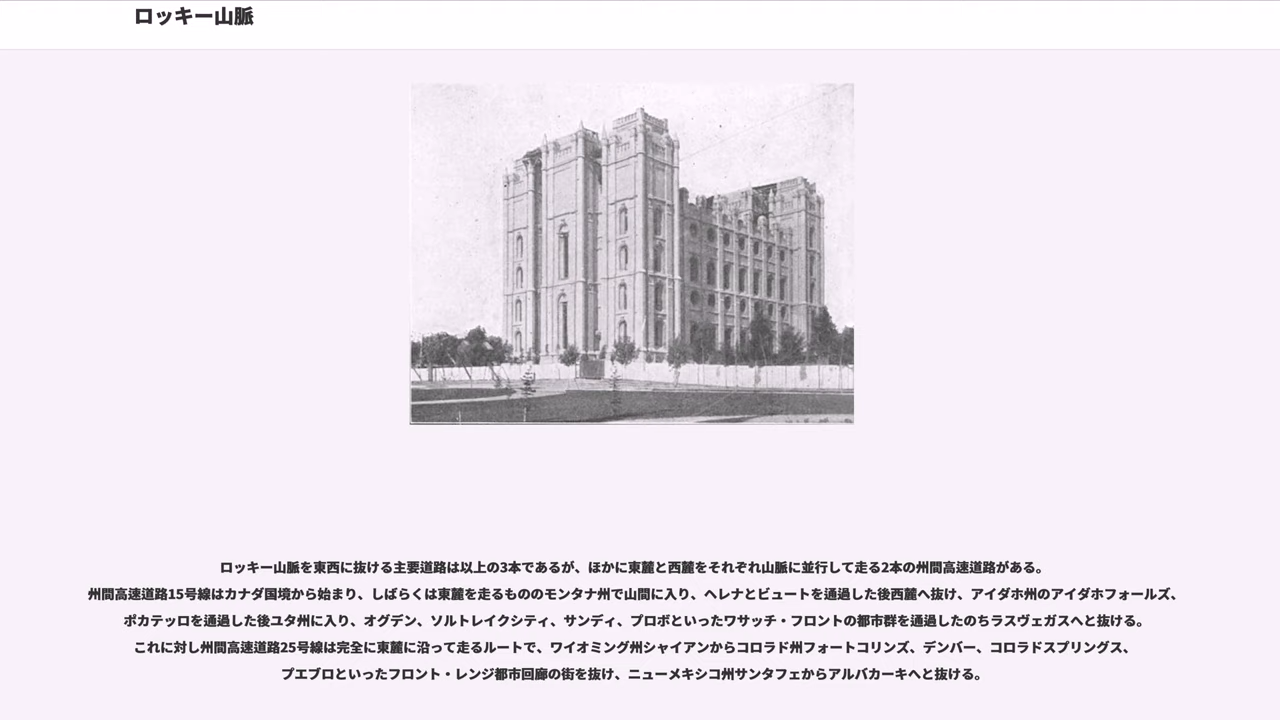 ロッキー山脈
ロッキー山脈を東西に抜ける主要道路は以上の3本であるが、ほかに東麓と西麓をそれぞれ山脈に並行して走る2本の州間高速道路がある。
州間高速道路15号線はカナダ国境から始まり、しばらくは東麓を走るもののモンタナ州で山間に入り、ヘレナとビュートを通過した後西麓へ抜け、アイダホ州のアイダホフォールズ、
ポカテッロを通過した後ユタ州に入り、オグデン、ソルトレイクシティ、サンディ、プロボといったワサッチ・フロントの都市群を通過したのちラスヴェガスへと抜ける。
これに対し州間高速道路25号線は完全に東麓に沿って走るルートで、ワイオミング州シャイアンからコロラド州フォートコリンズ、デンバー、コロラドスプリングス、
プエブロといったフロント・レンジ都市回廊の街を抜け、ニューメキシコ州サンタフェからアルバカーキへと抜ける。